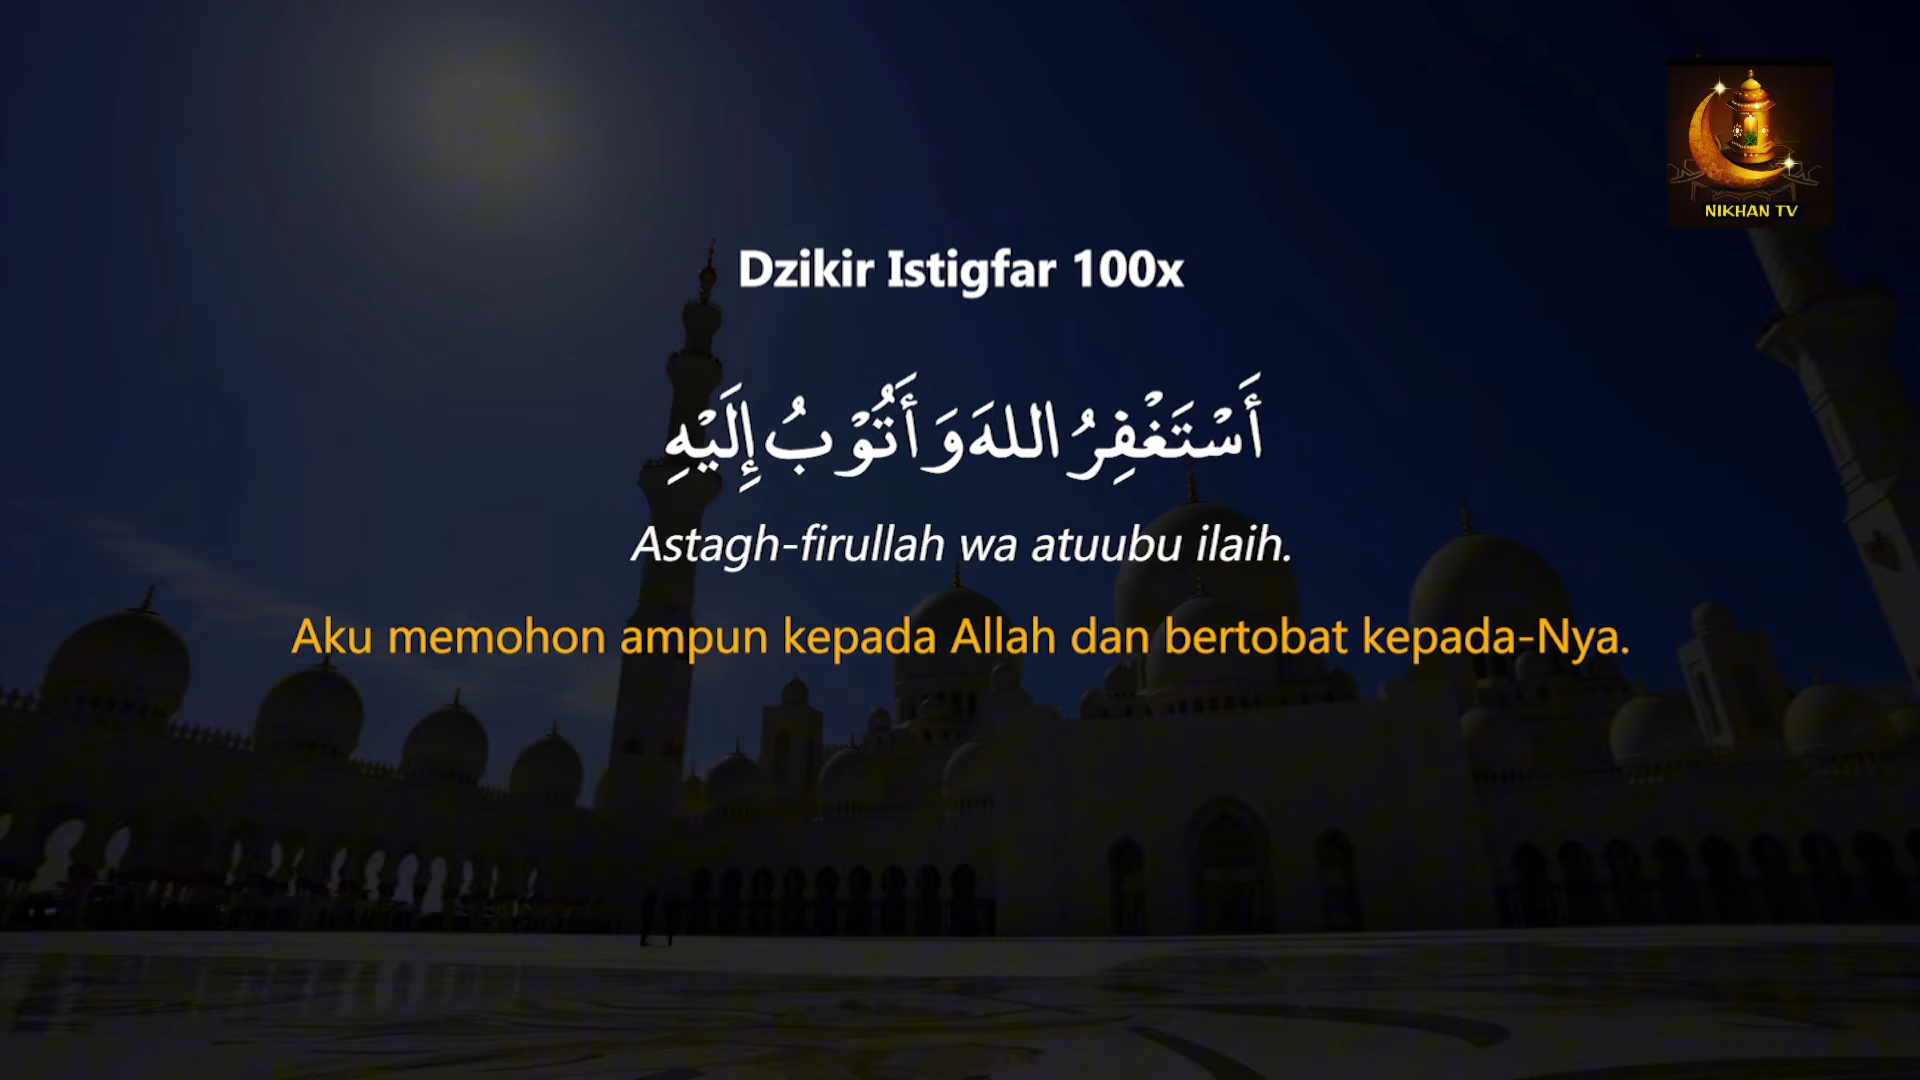 NIKHAN TV
Dzikir Istigfar 100x
أَسْتَغْفِرُ اللهَ وَ أَتُوْبُ إِلَيْهِ
Astagh-firullah wa atuubu ilaih.
Aku memohon ampun kepada Allah dan bertobat kepada-Nya.